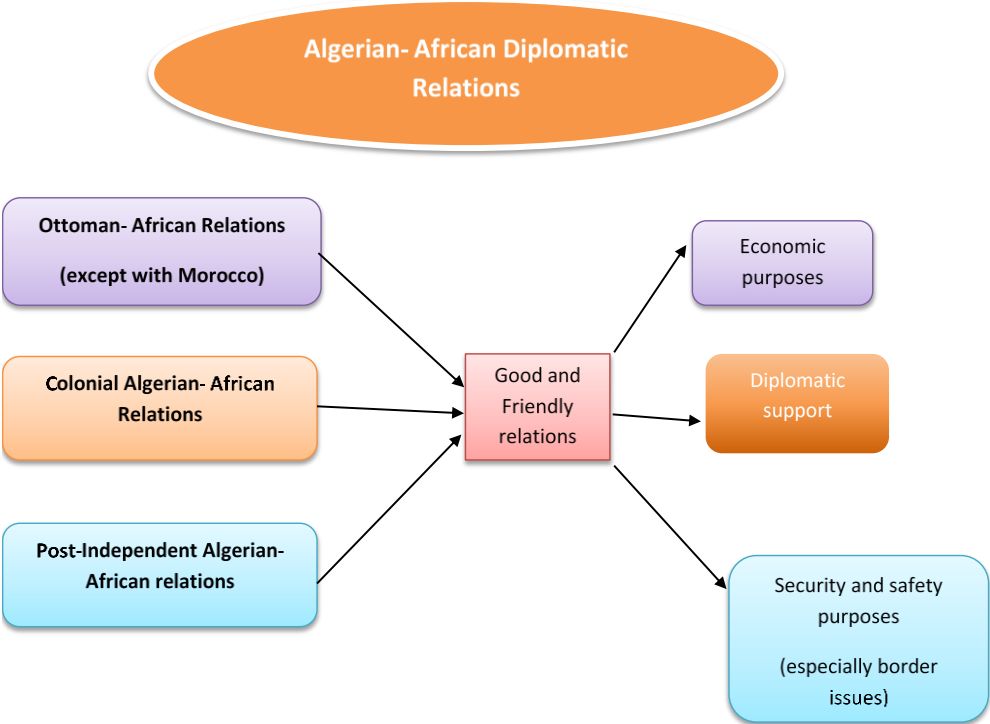 Algerian- African Diplomatic
Relations
Ottoman- African Relations
(except with Morocco)
Colonial Algerian- African
Relations
Post-Independent Algerian-
African relations
Good and
Friendly
relations
Economic
purposes
Diplomatic
support
Security and safety
purposes
(especially border
issues)